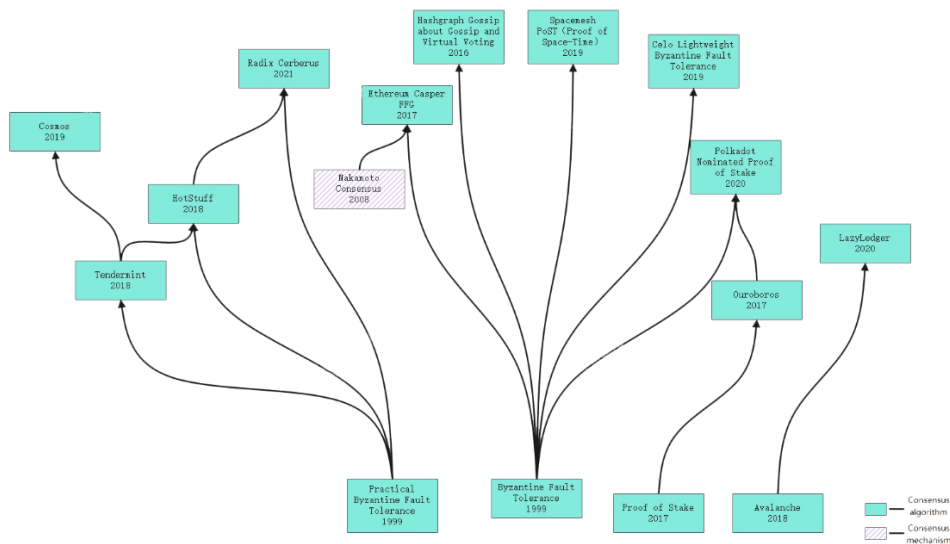 Hashgraph Gossip
about Gossip and
Virtual Voting
2016
Spacemesh
PoST (Proof of
Space-Time)
2019
Celo Lightweight
Byzantine Fault
Tolerance
2019
Radix Cerberus
2021
Ethereum Casper
FFG
2017
Cosmos
2019
Nakamoto
Consensus
2008
Polkadot
Nominated Proof
of Stake
2020
HotStuff
2018
LazyLedger
2020
Tendermint
2018
Ouroboros
2017
Practical
Byzantine Fault
Tolerance
1999
Byzantine Fault
Tolerance
1999
Proof of Stake
2017
Avalanche
2018
Consensus
algorithm
Consensus
mechanism